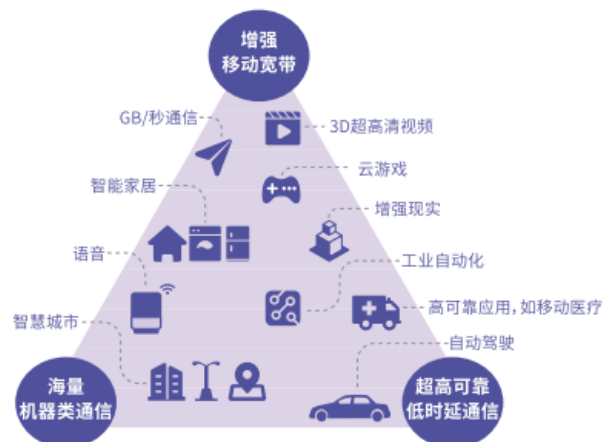 增强
移动宽带
GB/秒通信
3D超高清视频
云游戏
智能家居
增强现实
语音
工业自动化
高可靠应用,如移动医疗
智慧城市
自动驾驶
海量
机器类通信
超高可靠
低时延通信